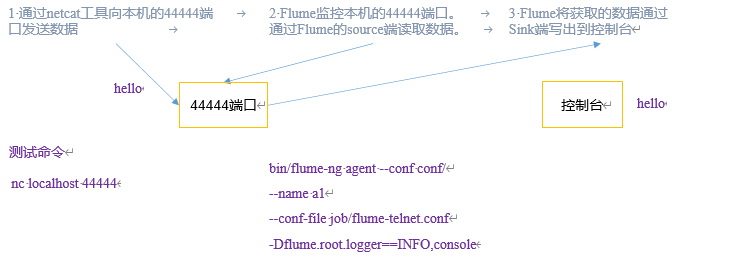 1·通过netcat工具向本机的44444端口发送数据
2·Flume监控本机的44444端口。通过Flume的source端读取数据。
3·Flume将获取的数据通过Sink端写出到控制台
hello
44444端口
控制台
hello
测试命令
nc·localhost·44444
bin/flume-ng·agent·--conf·conf/
--name·a1
--conf-file·job/flume-telnet.conf
-Dflume.root.logger==INFO,console